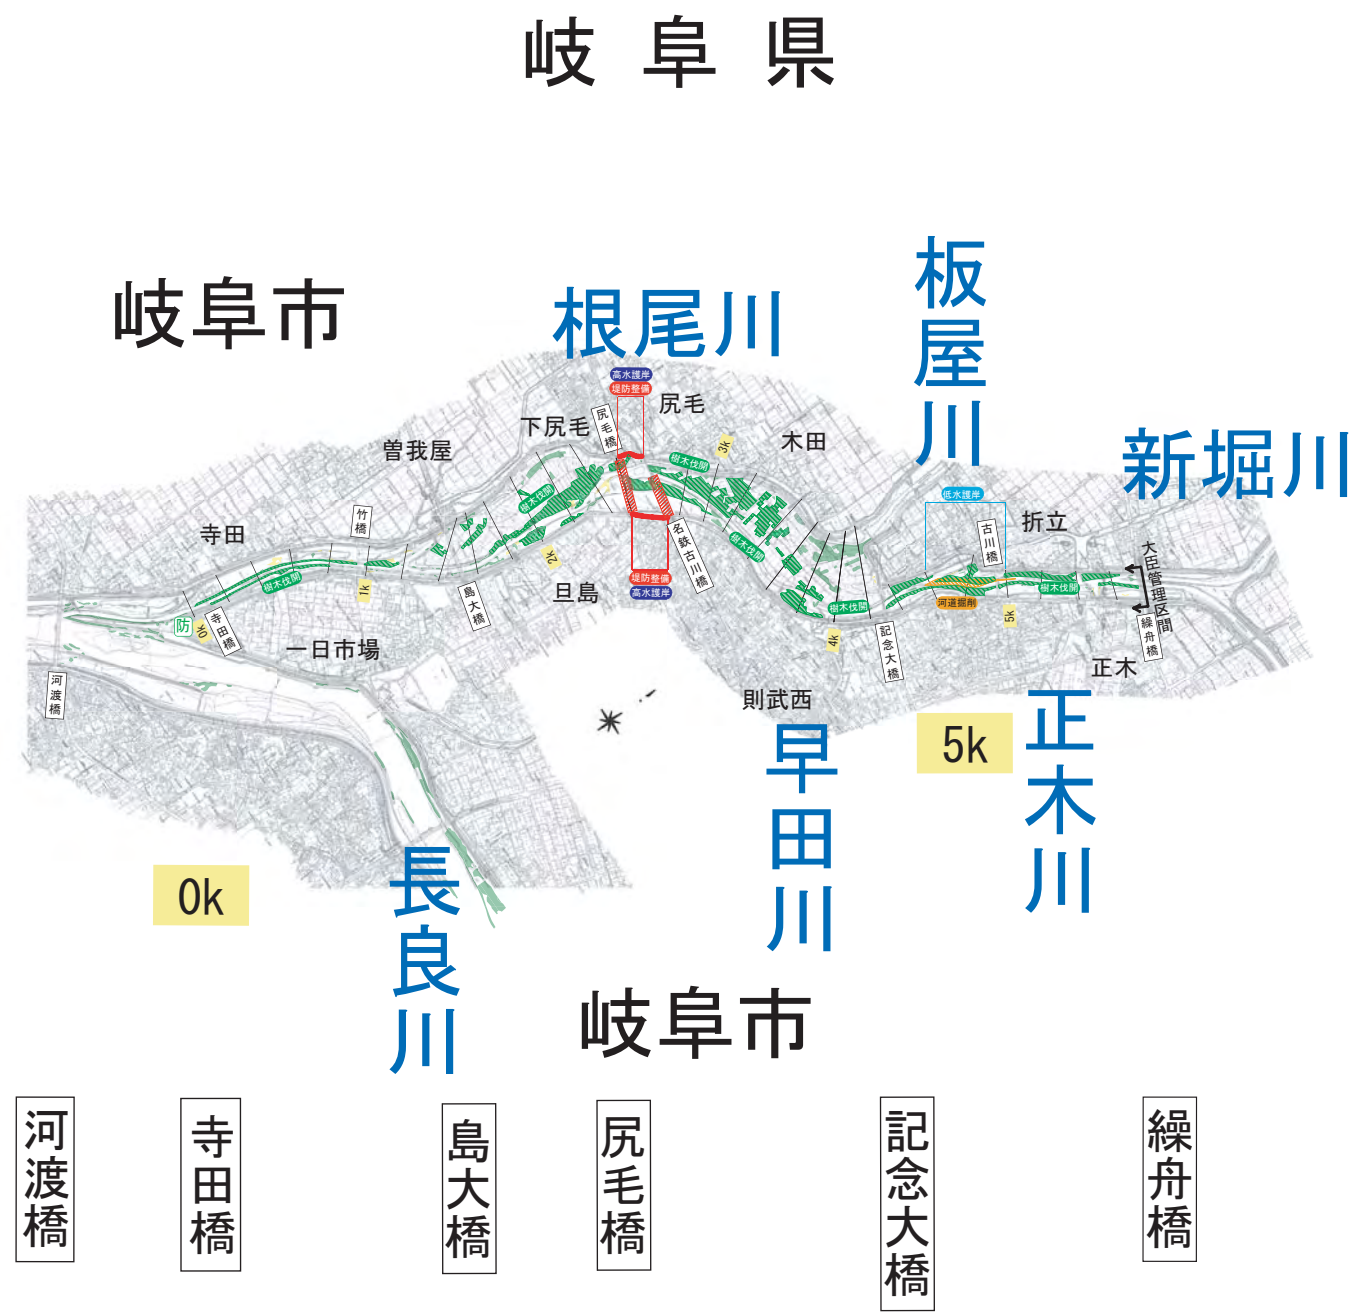 岐阜県
岐阜市
根尾川
板屋川
新堀川
高水護岸
堤防整備
尻毛
下尻毛
尻毛橋
曽我屋
木田
3k
樹木伐開
樹木伐開
低水護岸
寺田
竹橋
名鉄古川橋
古川橋
折立
大臣管理区間
樹木伐開
2k
樹木伐開
1k
島大橋
旦島
堤防整備
高水護岸
樹木伐開
河道掘削
樹木伐開
5k
防
0k
寺田橋
一日市場
4k
記念大橋
繰舟橋
正木
河渡橋
則武西
早田川
5k
正木川
0k
長良川
岐阜市
河渡橋
寺田橋
島大橋
尻毛橋
記念大橋
繰舟橋